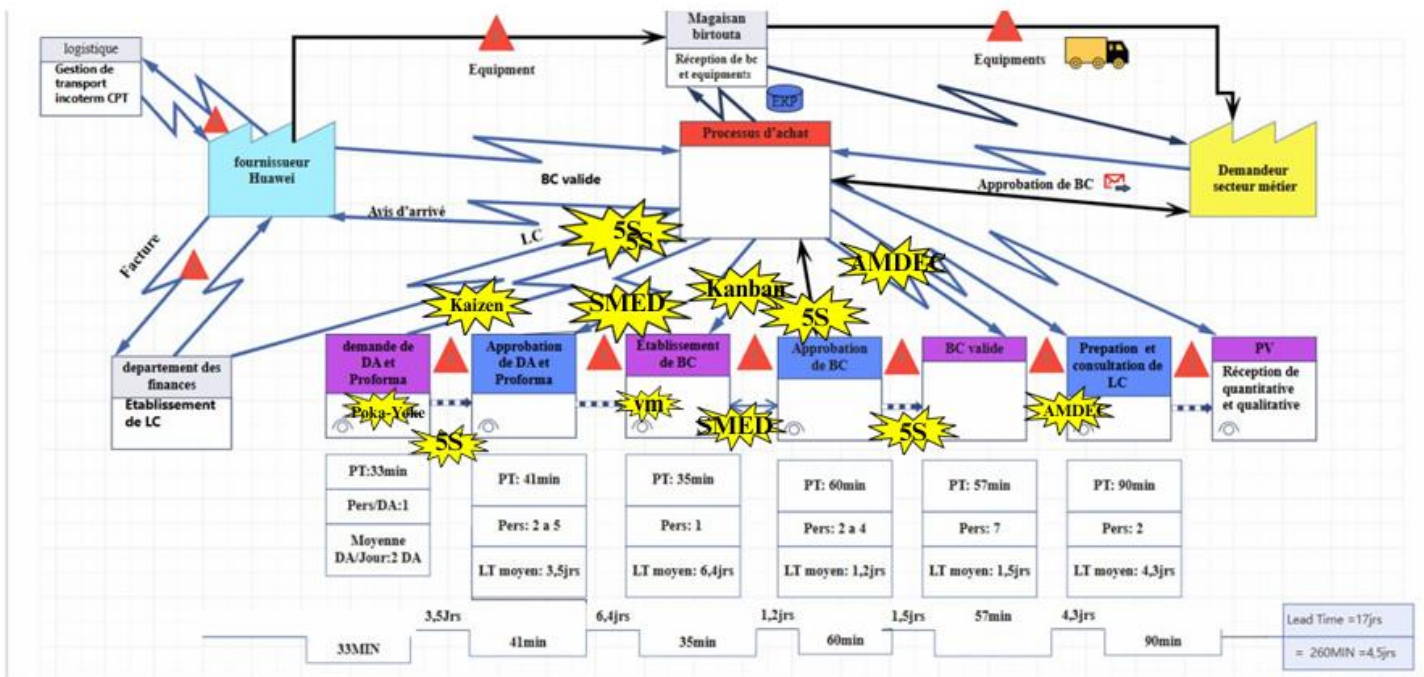 logistique
Gestion de
transport
incoterm CPT
Equipment
Magaisan
birtouta
Réception de bc
et equipments
Equipments
ERP
fournisseur
Huawei
BC valide
Processus d'achat
Approbation de BC
Demandeur
secteur métier
Avis d'arrivé
LC
Facture
5S
5S
AMDEC
Kaizen
SMED
Kanban
5S
departement des
finances
Établissement
de LC
demande de
DA et
Proforma
Poka-Yoke
5S
Approbation
de DA et
Proforma
Établissement
de BC
vm
SMED
Approbation
de BC
5S
BC valide
AMDEC
Prepation et
consultation de
LC
PV
Réception de
quantitative
et qualitative
PT:33min
Pers/DA:1
Moyenne
DA/Jour:2 DA
PT: 41min
Pers: 2 a 5
LT moyen: 3,5jrs
PT: 35min
Pers: 1
LT moyen: 6,4jrs
PT: 60min
Pers: 2 a 4
LT moyen: 1,2jrs
PT: 57min
Pers: 7
LT moyen: 1,5jrs
PT: 90min
Pers: 2
LT moyen: 4,3jrs
33MIN
3,5Jrs
41min
6,4jrs
35min
1,2jrs
60min
1,5jrs
57min
4,3jrs
90min
Lead Time =17jrs
= 260MIN =4,5jrs